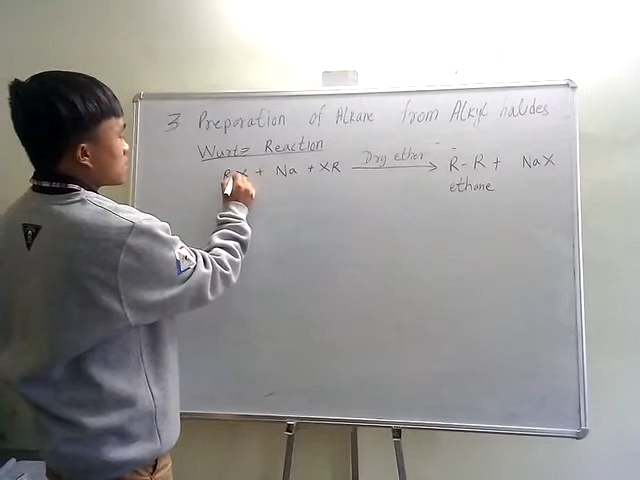 3 Preparation of Alkane from Alkyl halides
Wurtz Reaction
R-X + Na + XR Dry ether → R - R + NaX
ethane